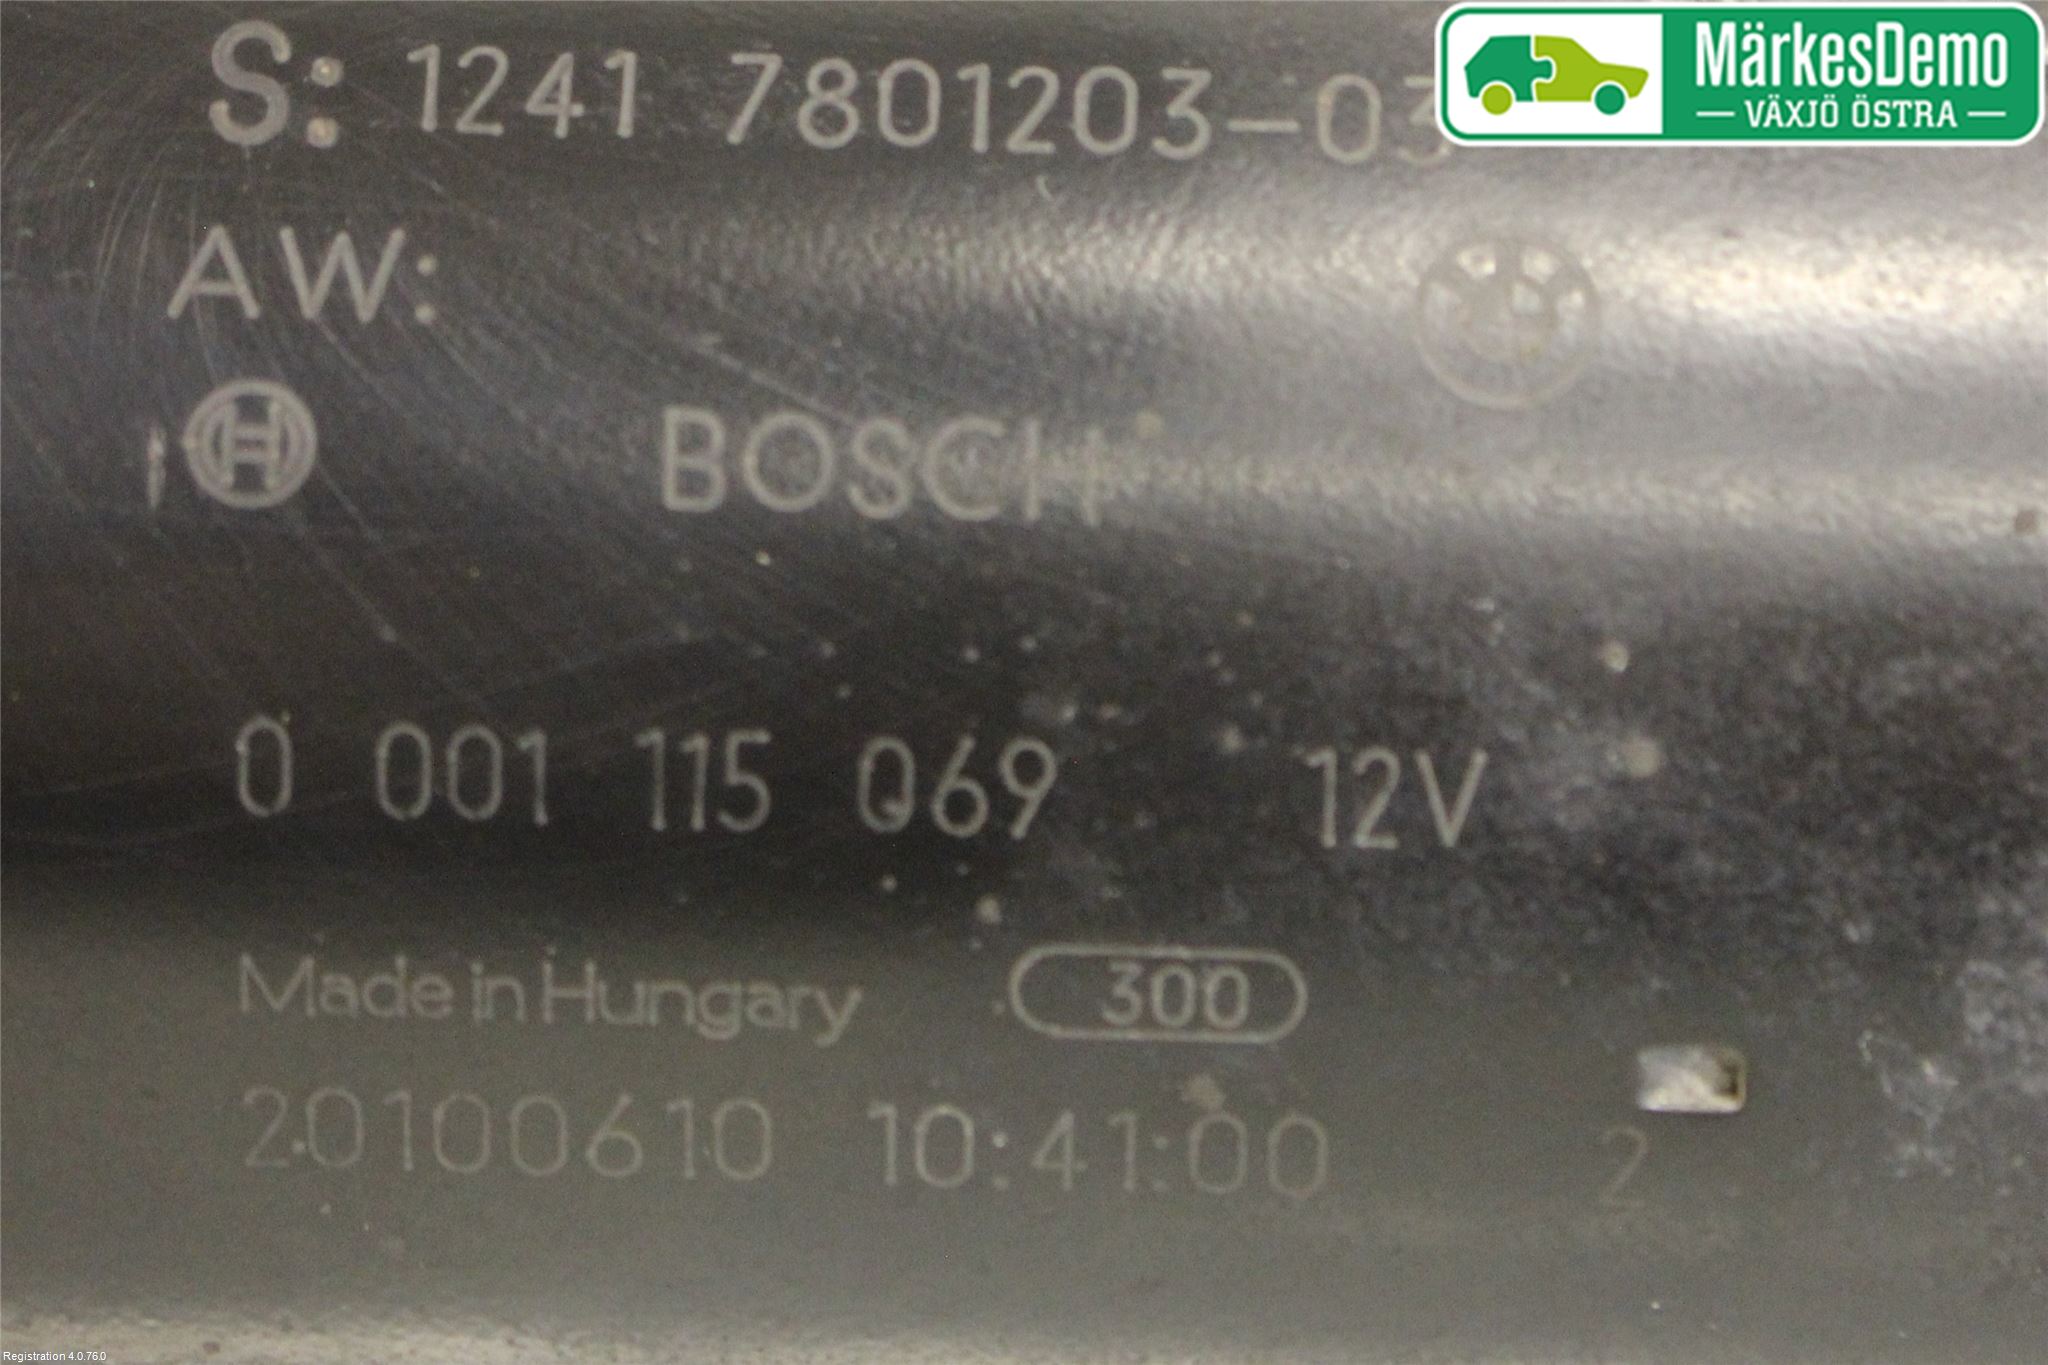 S: 1241 7801203-03
MärkesDemo
— VÄXJÖ ÖSTRA —
AW:
BOSCH
0 001 115 069 12V
Made in Hungary 300
20100610 10:41:00 2
Registration 4.0.76.0